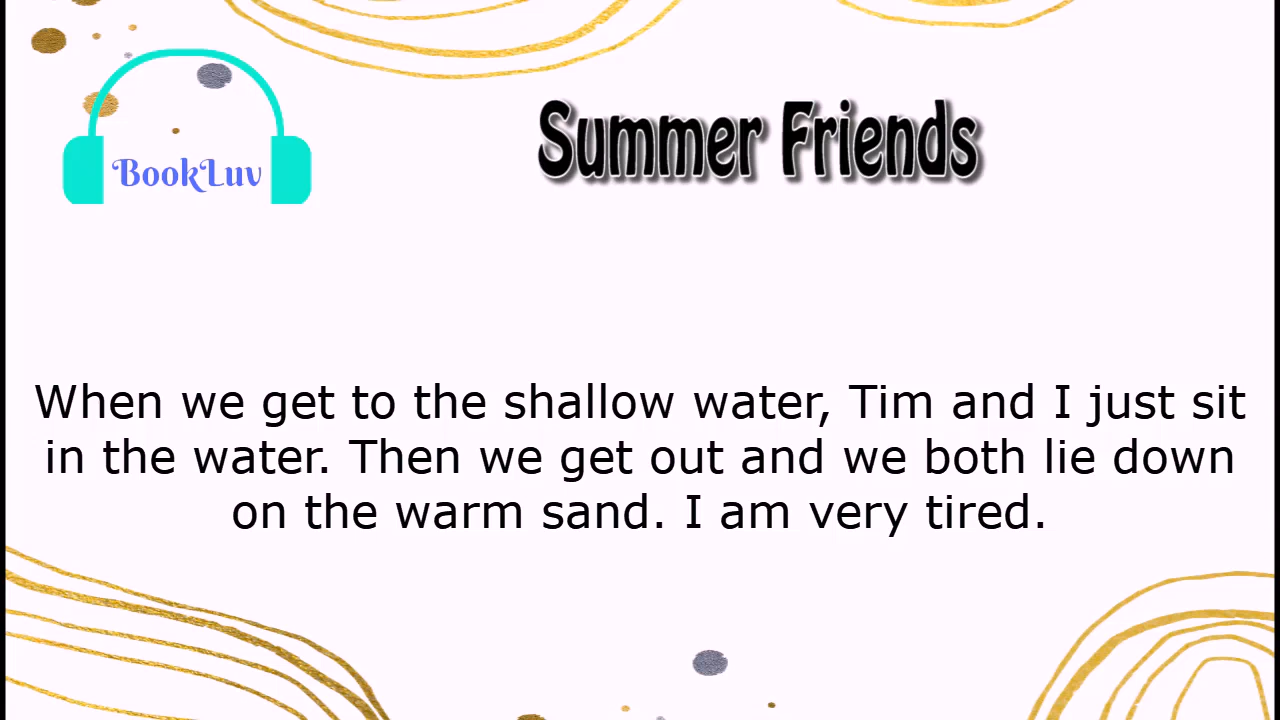 BookLuv
Summer Friends
When we get to the shallow water, Tim and I just sit
in the water. Then we get out and we both lie down
on the warm sand. I am very tired.